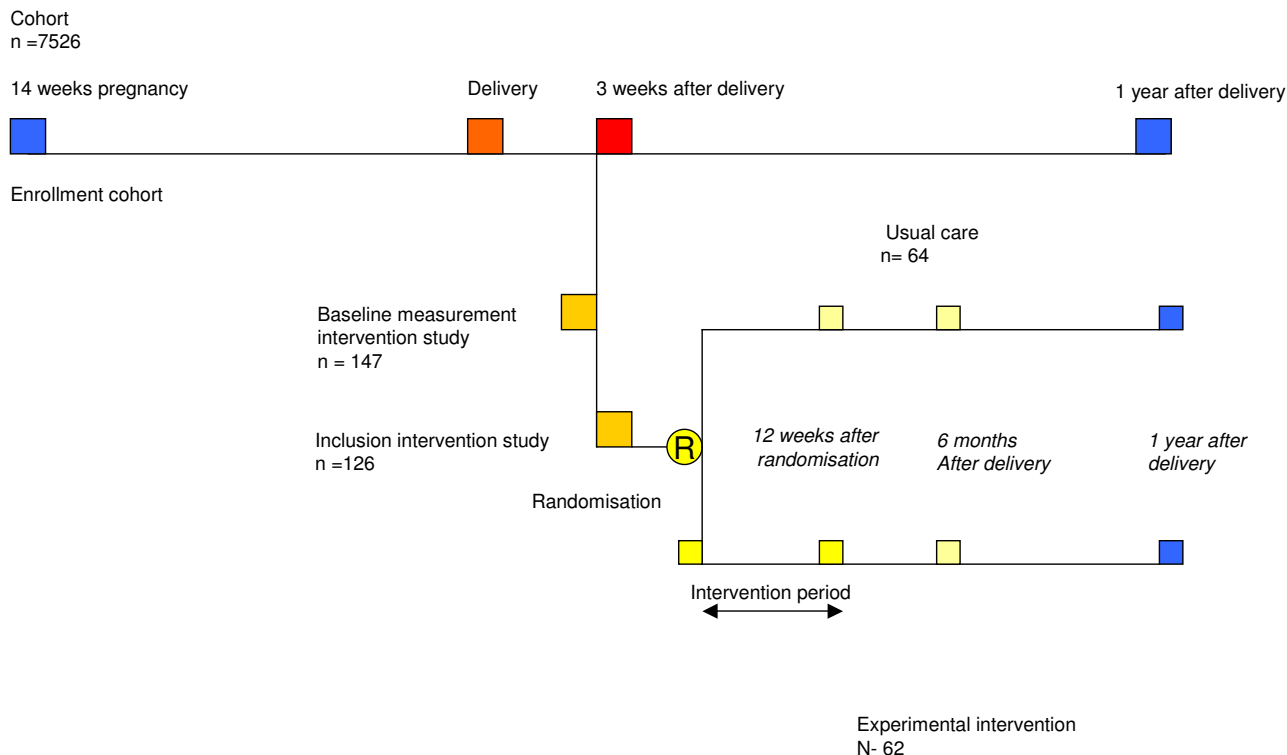 Cohort
n =7526
14 weeks pregnancy
Delivery
3 weeks after delivery
1 year after delivery
Enrollment cohort
Usual care
n= 64
Baseline measurement
intervention study
n = 147
Inclusion intervention study
n =126
R
Randomisation
12 weeks after
randomisation
6 months
After delivery
1 year after
delivery
Intervention period
Experimental intervention
N- 62